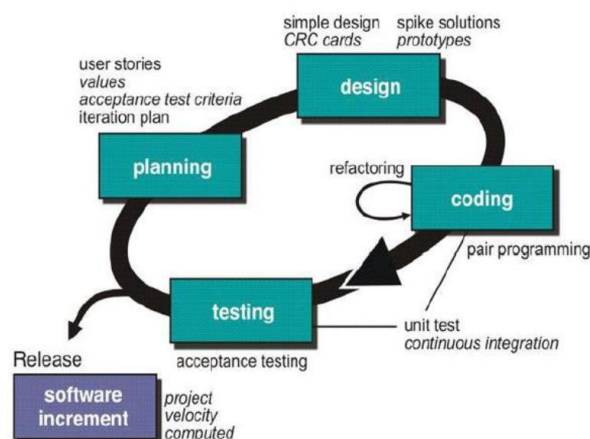 simple design
CRC cards
spike solutions
prototypes
user stories
values
acceptance test criteria
iteration plan
design
planning
refactoring
coding
pair programming
testing
unit test
continuous integration
acceptance testing
Release
software
increment
project
velocity
computed